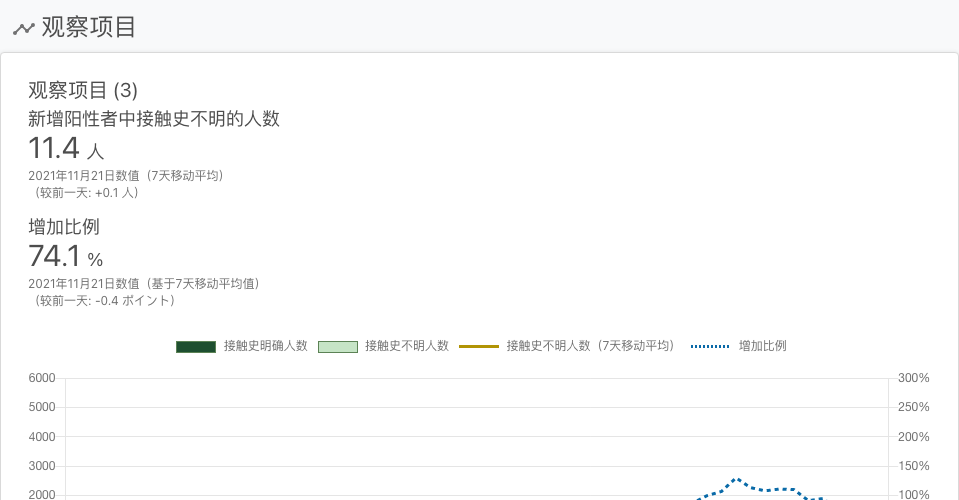 观察项目
观察项目 (3)
新增阳性者中接触史不明的人数
11.4 人
2021年11月21日数值（7天移动平均）
（较前一天: +0.1 人）
增加比例
74.1 %
2021年11月21日数值（基于7天移动平均值）
（较前一天: -0.4 ポイント）
接触史明确人数 接触史不明人数 接触史不明人数（7天移动平均） 增加比例
6000 300%
5000 250%
4000 200%
3000 150%
2000 100%